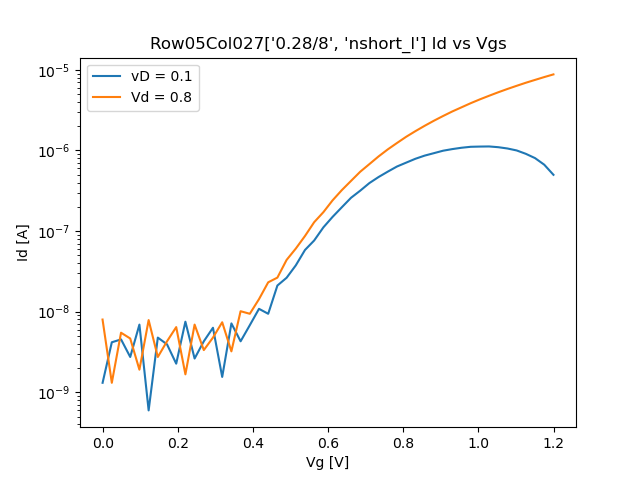 Row05Col027['0.28/8', 'nshort_l'] Id vs Vgs
vD = 0.1
Vd = 0.8
Id [A]
10⁻⁵
10⁻⁶
10⁻⁷
10⁻⁸
10⁻⁹
0.0 0.2 0.4 0.6 0.8 1.0 1.2
Vg [V]